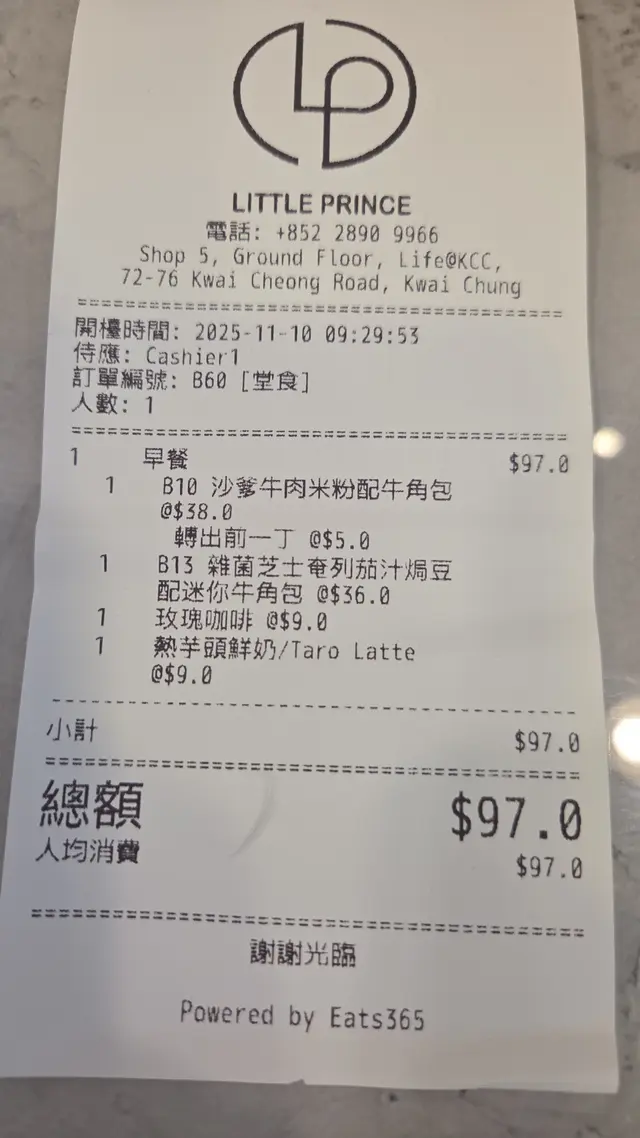 LITTLE PRINCE
電話: +852 2890 9966
Shop 5, Ground Floor, Life@KCC,
72-76 Kwai Cheong Road, Kwai Chung
開檯時間: 2025-11-10 09:29:53
侍應: Cashier1
訂單編號: B60 [堂食]
人數: 1
1 早餐 $97.0
1 B10 沙爹牛肉米粉配牛角包
@$38.0
轉出前一丁 @$5.0
1 B13 雜菌芝士奄列茄汁焗豆
配迷你牛角包 @$36.0
1 玫瑰咖啡 @$9.0
1 熱芋頭鮮奶/Taro Latte
@$9.0
小計 $97.0
總額 $97.0
人均消費 $97.0
謝謝光臨
Powered by Eats365